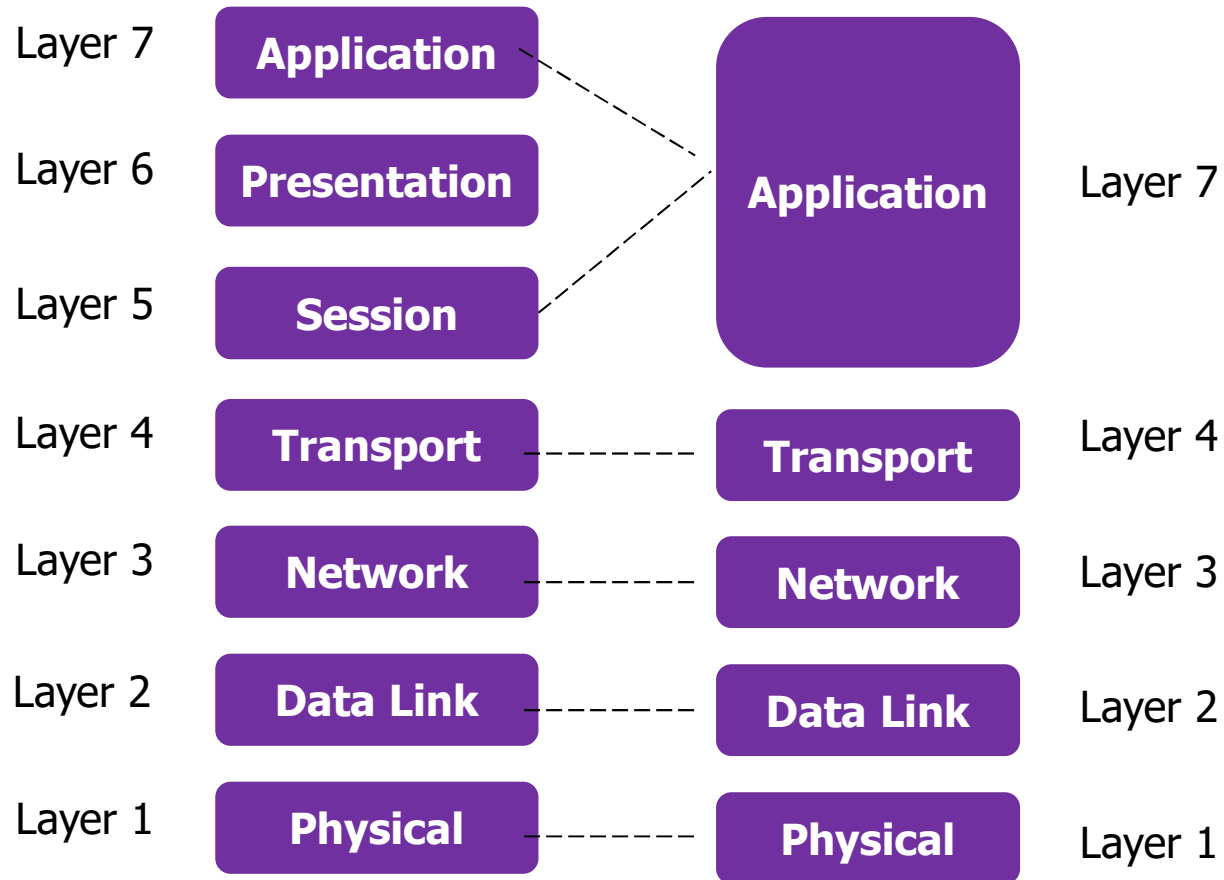 Layer 7
Application
Layer 6
Presentation
Application
Layer 7
Layer 5
Session
Layer 4
Transport
Transport
Layer 4
Layer 3
Network
Network
Layer 3
Layer 2
Data Link
Data Link
Layer 2
Layer 1
Physical
Physical
Layer 1